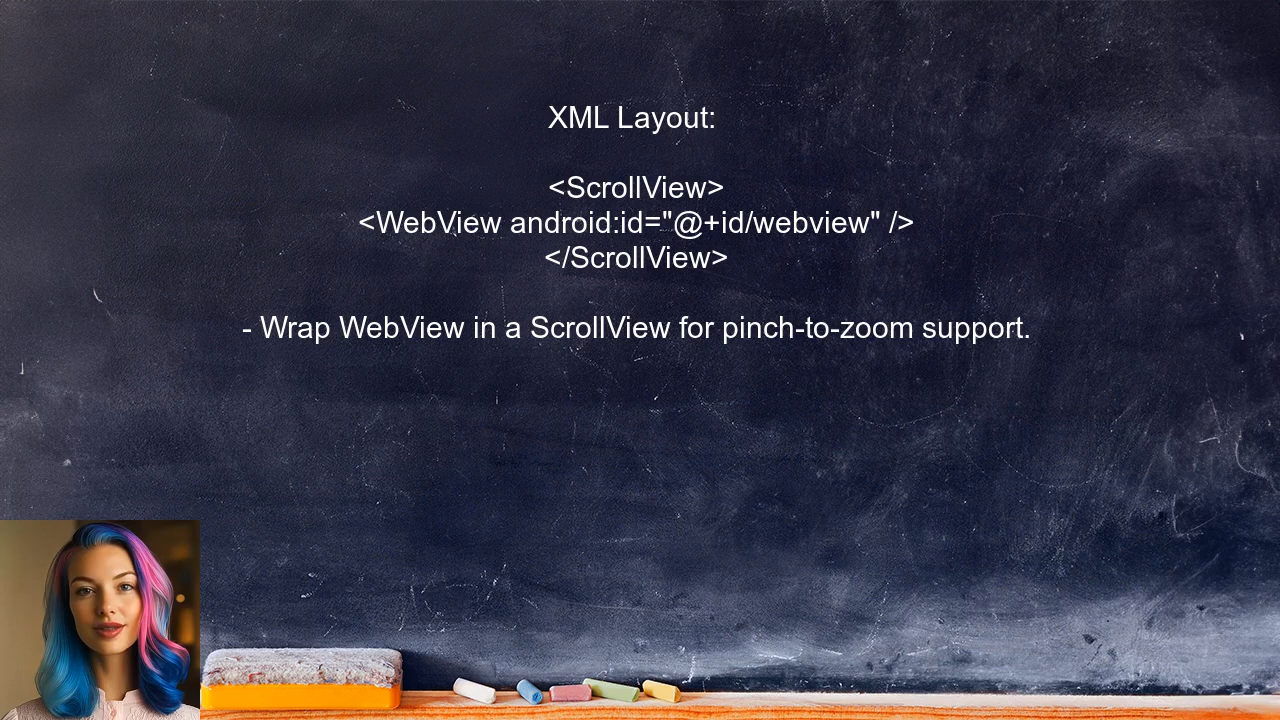 XML Layout:
<ScrollView>
<WebView android:id="@+id/webview" />
</ScrollView>
- Wrap WebView in a ScrollView for pinch-to-zoom support.